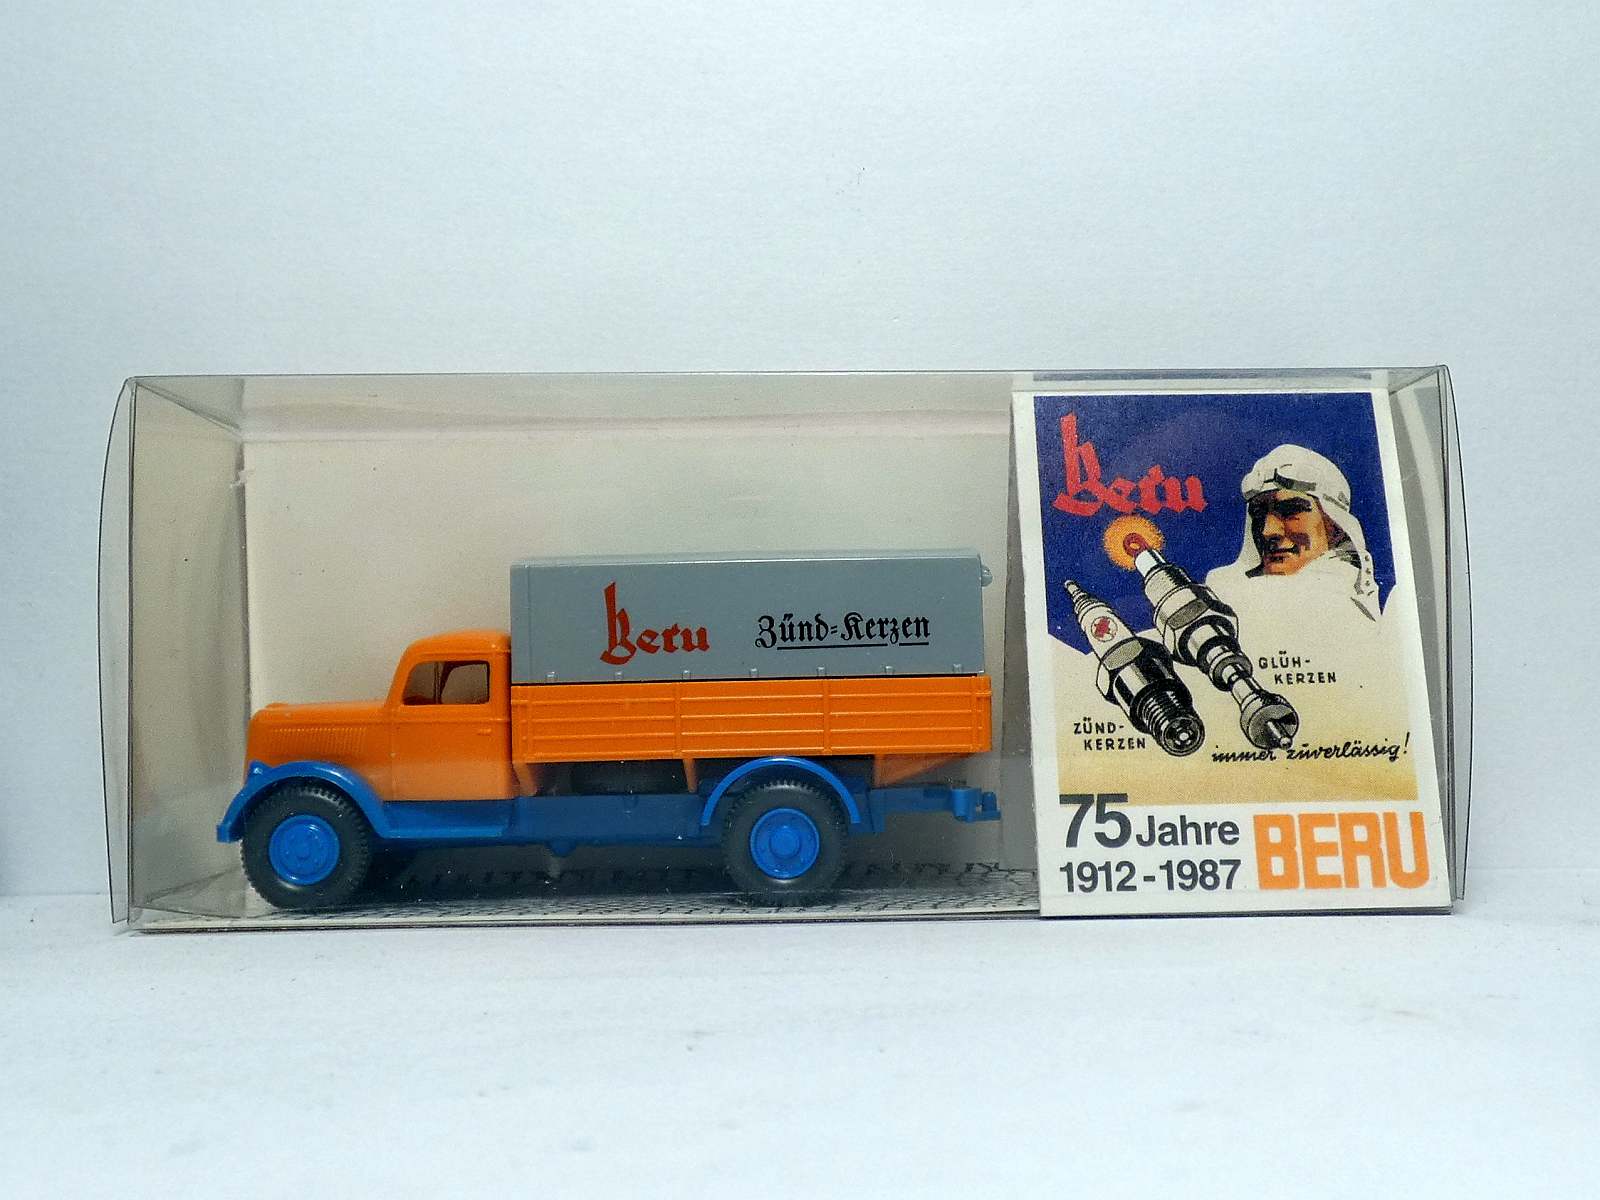 Beru Zünd=Kerzen
Beru
GLÜH-
KERZEN
ZÜND-
KERZEN
immer zuverlässig!
75 Jahre
1912-1987
BERU